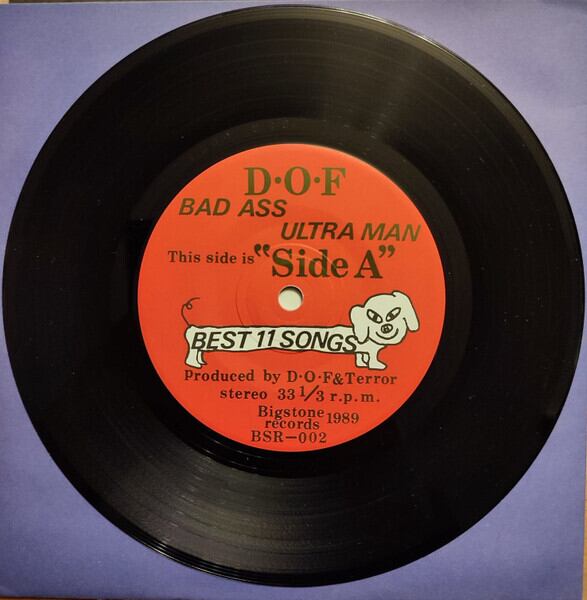 D·O·F
BAD ASS
ULTRA MAN
This side is "Side A"
BEST 11 SONGS
produced by D·O·F&Terror
stereo 33 1/3 r.p.m.
Bigstone
records 1989
BSR—002